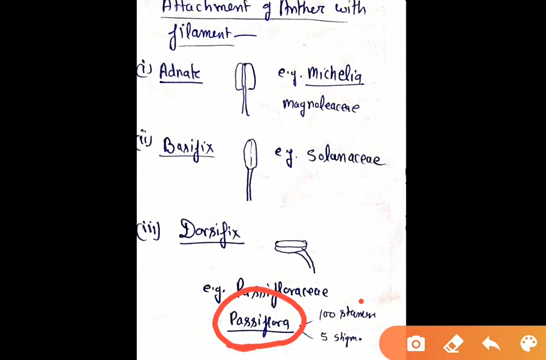 Attachment of Anther with
filament—
(i) Adnate e.g. Michelia
magnoleaceae
(ii) Basifix eg. Solanaceae
(iii) Dorsifix
e.g. Passifloraceae
Passiflora
100 stamen
5 stigm